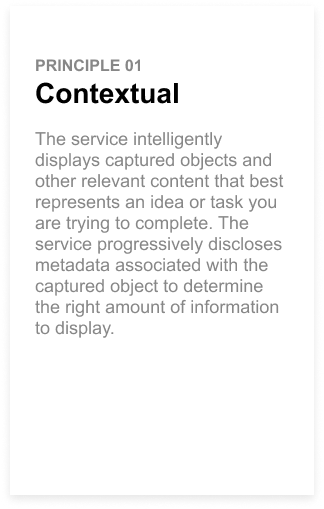 PRINCIPLE 01
Contextual
The service intelligently
displays captured objects and
other relevant content that best
represents an idea or task you
are trying to complete. The
service progressively discloses
metadata associated with the
captured object to determine
the right amount of information
to display.